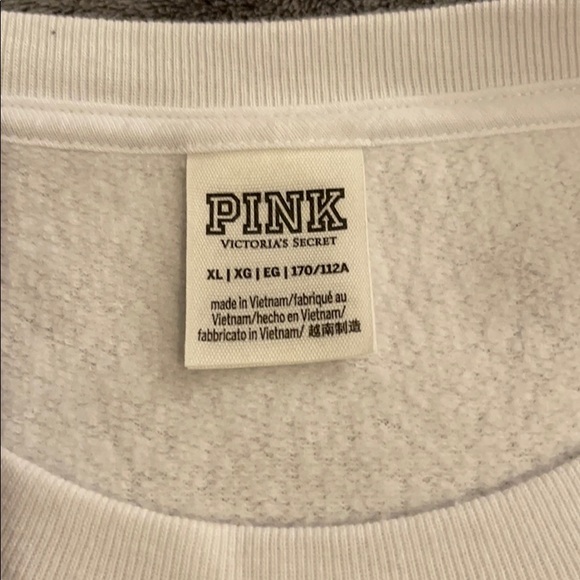 PINK
VICTORIA'S SECRET
XL | XG | EG | 170/112A
made in Vietnam/fabriqué au
Vietnam/hecho en Vietnam/
fabbricato in Vietnam/ 越南制造